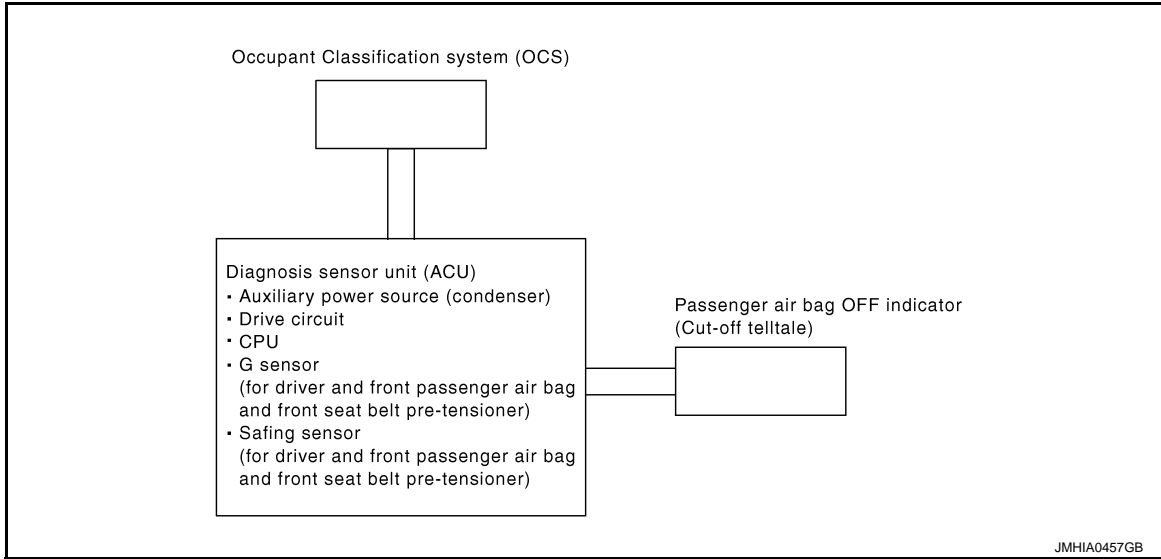 Occupant Classification system (OCS)
Diagnosis sensor unit (ACU)
· Auxiliary power source (condenser)
· Drive circuit
· CPU
· G sensor
(for driver and front passenger air bag
and front seat belt pre-tensioner)
· Safing sensor
(for driver and front passenger air bag
and front seat belt pre-tensioner)
Passenger air bag OFF indicator
(Cut-off telltale)
JMHIA0457GB